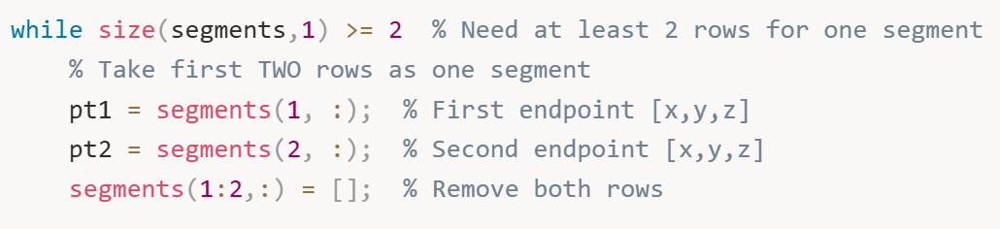 while size(segments,1) >= 2  % Need at least 2 rows for one segment
    % Take first TWO rows as one segment
    pt1 = segments(1, :);  % First endpoint [x,y,z]
    pt2 = segments(2, :);  % Second endpoint [x,y,z]
    segments(1:2,:) = [];  % Remove both rows